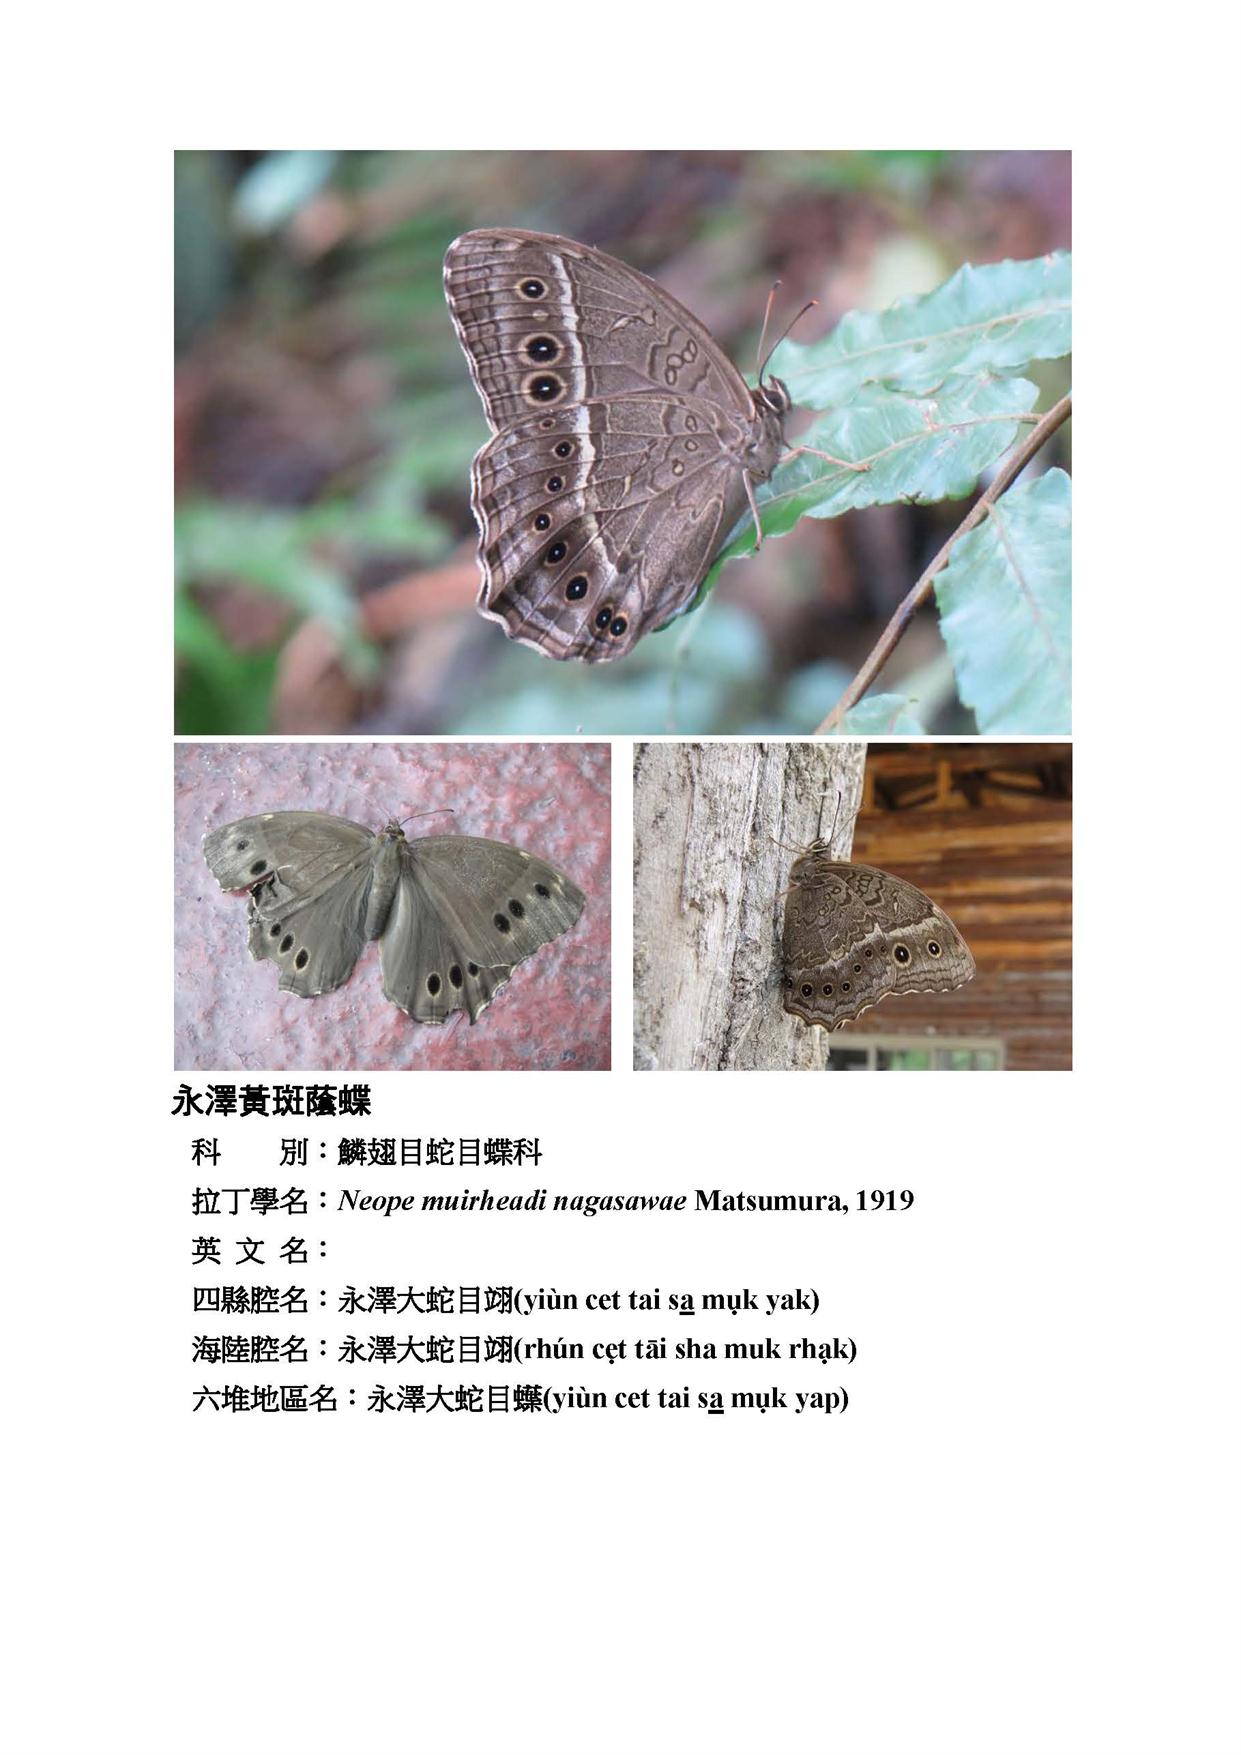 永澤黃斑蔭蝶
科　　別：鱗翅目蛇目蝶科
拉丁學名：Neope muirheadi nagasawae Matsumura, 1919
英 文 名：
四縣腔名：永澤大蛇目䎃(yiùn cet tai sa̲ mụk yak)
海陸腔名：永澤大蛇目䎃(rhún cẹt tāi sha muk rhạk)
六堆地區名：永澤大蛇目蠂(yiùn cet tai sa̲ mụk yap)